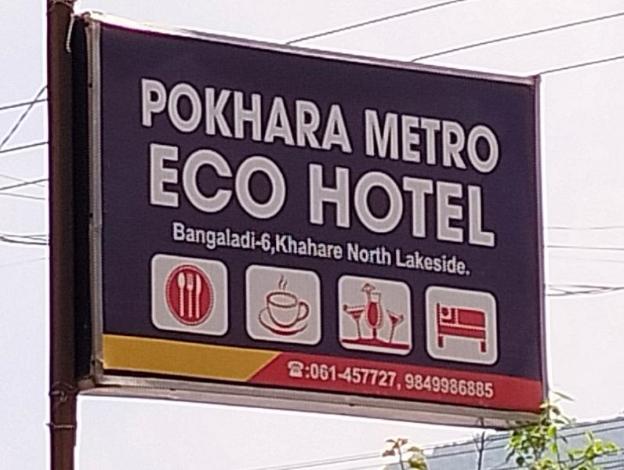 POKHARA METRO
ECO HOTEL
Bangaladi-6,Khahare North Lakeside.
☎:061-457727, 9849986885